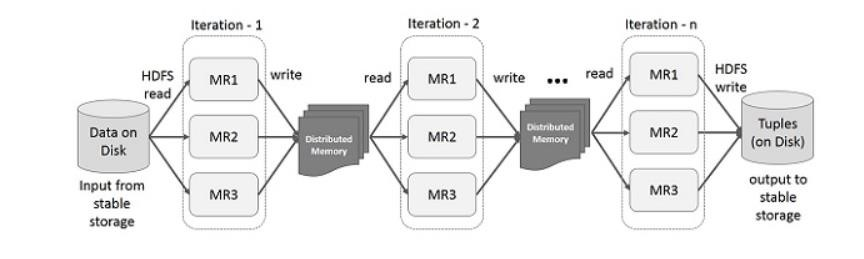 Iteration - 1
Iteration - 2
Iteration - n
HDFS
read
MR1
write
read
MR1
write
...
read
MR1
HDFS
write
Data on
Disk
MR2
Distributed
Memory
MR2
Distributed
Memory
MR2
Tuples
(on Disk)
Input from
stable
storage
MR3
MR3
MR3
output to
stable
storage